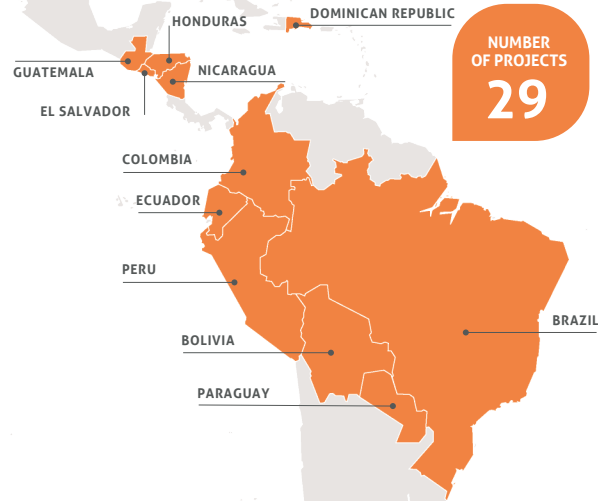 DOMINICAN REPUBLIC
HONDURAS
NUMBER
OF PROJECTS
29
GUATEMALA
NICARAGUA
EL SALVADOR
COLOMBIA
ECUADOR
PERU
BRAZIL
BOLIVIA
PARAGUAY